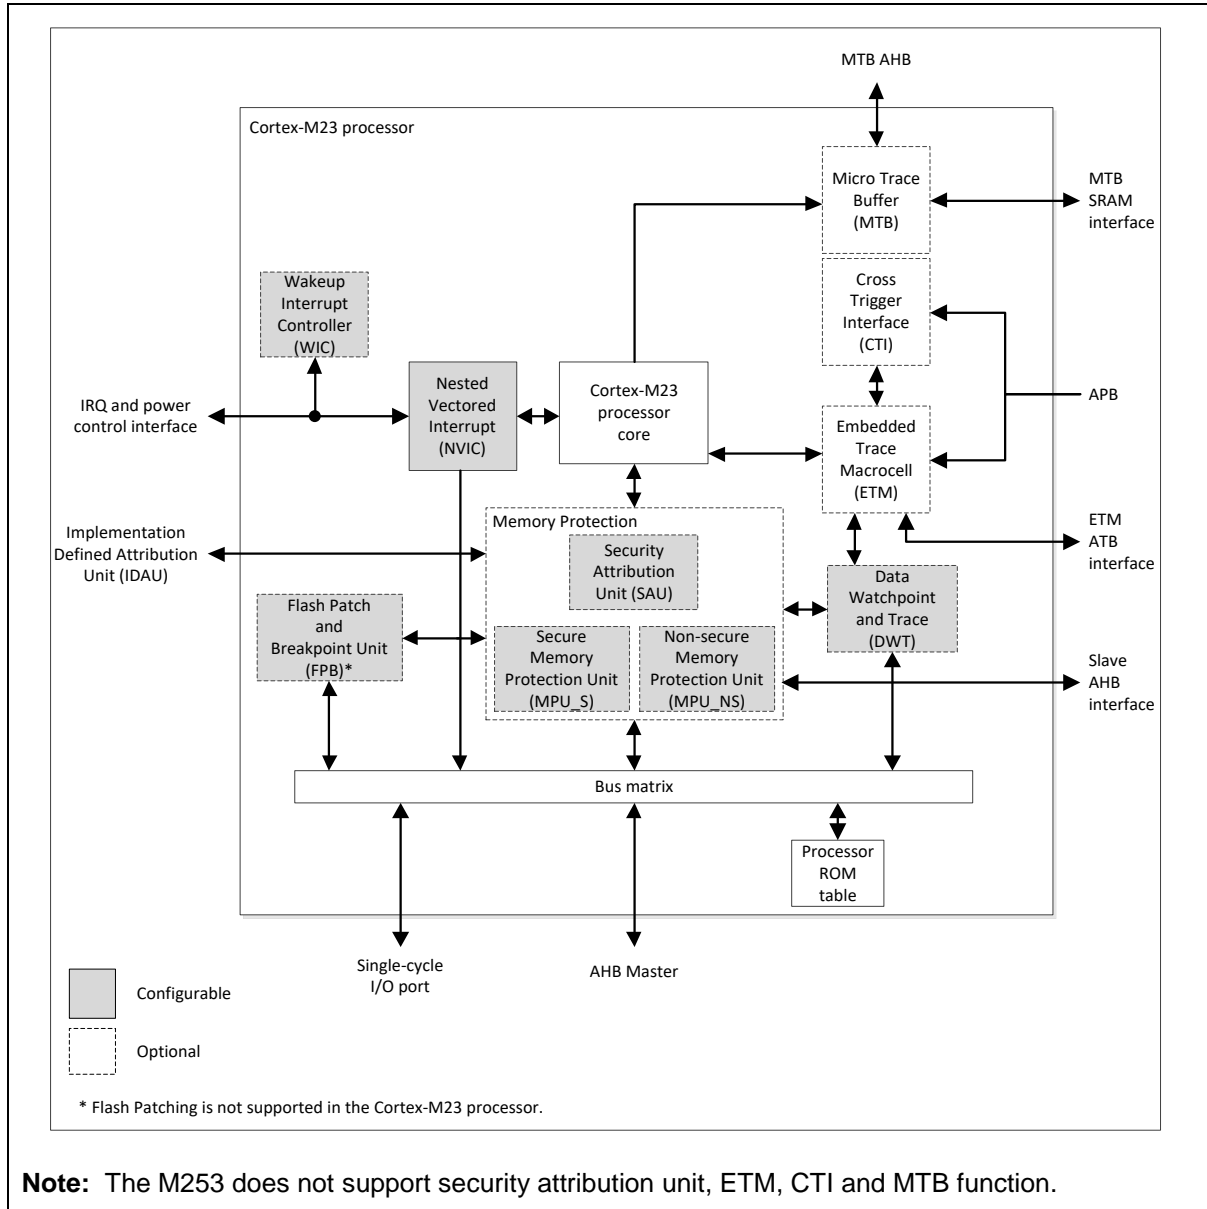 MTB AHB
Cortex-M23 processor
Micro Trace
Buffer
(MTB)
MTB
SRAM
interface
Wakeup
Interrupt
Controller
(WIC)
Cross
Trigger
Interface
(CTI)
Nested
Vectored
Interrupt
(NVIC)
Cortex-M23
processor
core
IRQ and power
control interface
APB
Embedded
Trace
Macrocell
(ETM)
Memory Protection
Implementation
Defined Attribution
Unit (IDAU)
Security
Attribution
Unit (SAU)
ETM
ATB
interface
Data
Watchpoint
and Trace
(DWT)
Flash Patch
and
Breakpoint Unit
(FPB)*
Secure
Memory
Protection Unit
(MPU_S)
Non-secure
Memory
Protection Unit
(MPU_NS)
Slave
AHB
interface
Bus matrix
Processor
ROM
table
Single-cycle
I/O port
AHB Master
Configurable
Optional
* Flash Patching is not supported in the Cortex-M23 processor.
Note: The M253 does not support security attribution unit, ETM, CTI and MTB function.